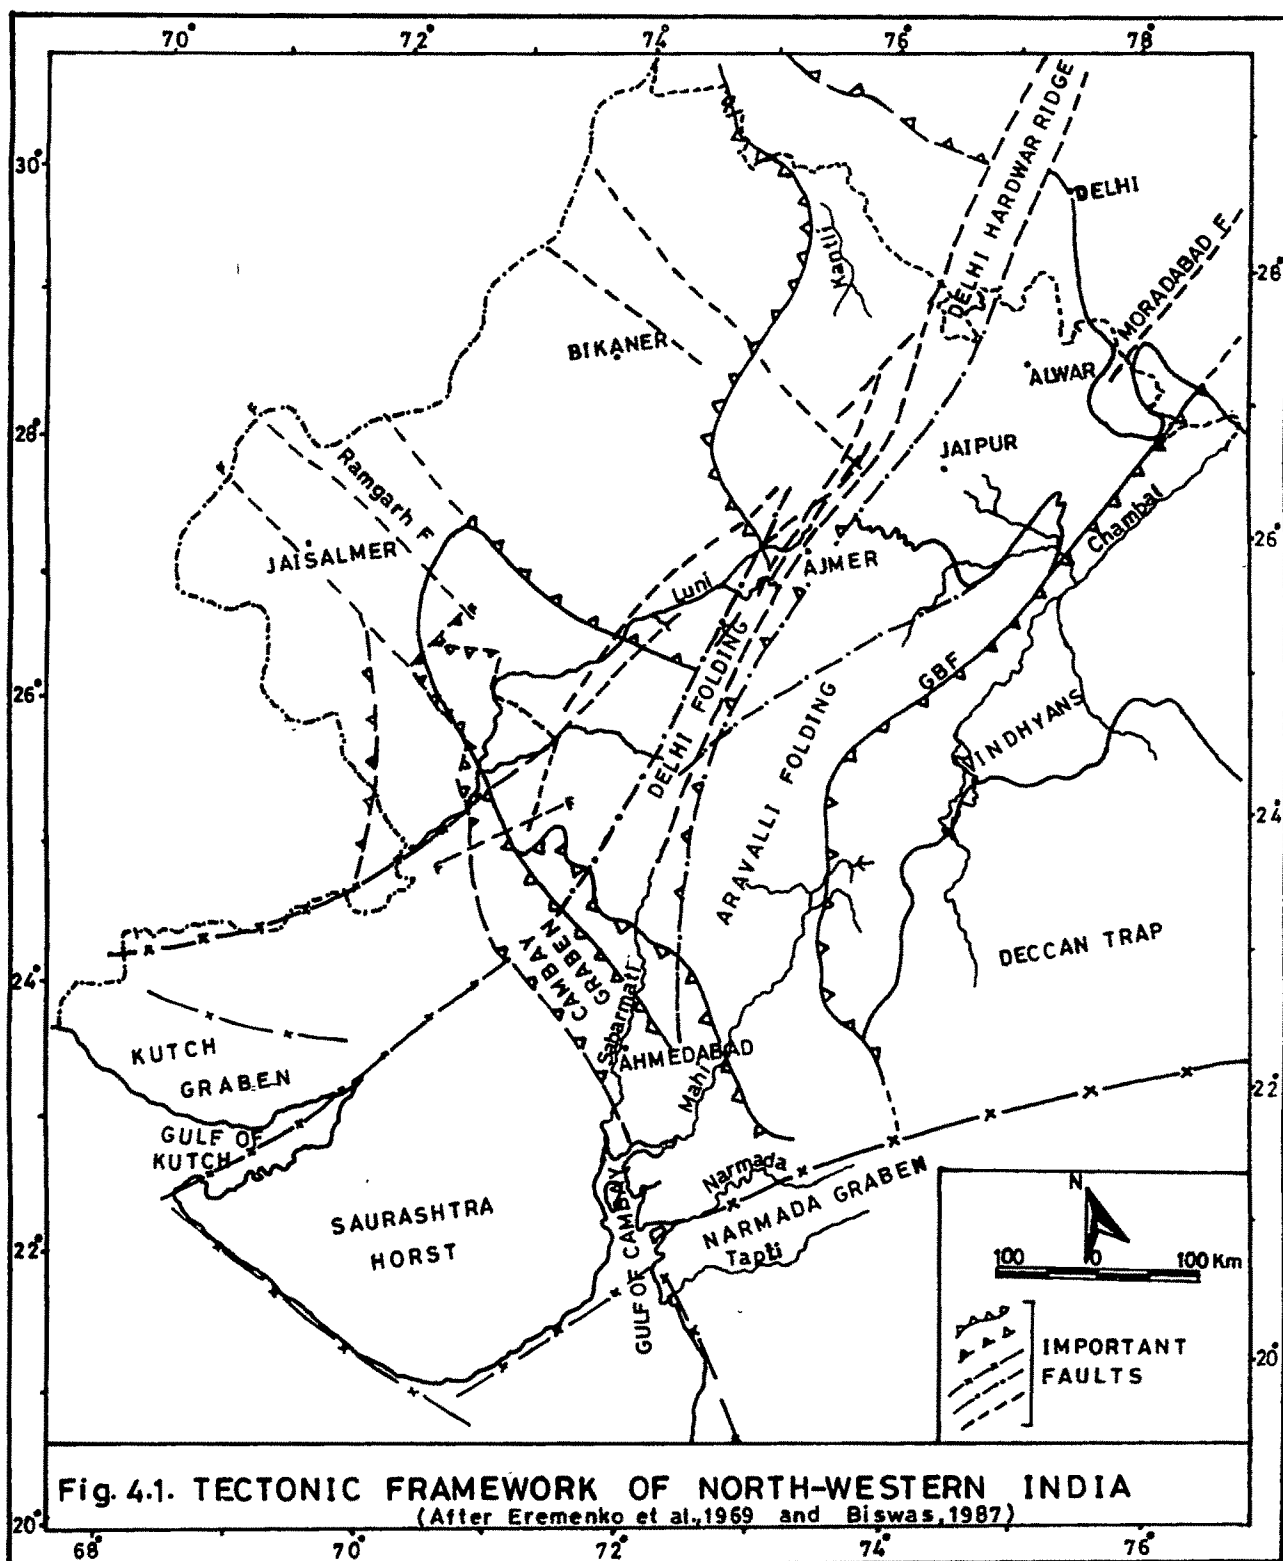 70° 72° 74° 76° 78°
30°
28°
26°
24°
22°
20°
28°
26°
24°
22°
20°
DELHI HARDWAR RIDGE
DELHI
MORADABAD F
Kantli
BIKANER
ALWAR
JAIPUR
F
F
Ramgarh F
F
JAISALMER
Chambal
AJMER
Luni
DELHI FOLDING
GBF
ARAVALLI FOLDING
VINDHYANS
F
F
CAMBAY
GRABEN
DECCAN TRAP
Sabarmati
AHMEDABAD
Mahi
KUTCH
GRABEN
GULF OF
KUTCH
SAURASHTRA
HORST
GULF OF CAMBAY
Narmada
NARMADA GRABEN
Tapti
N
100 0 100 Km
IMPORTANT
FAULTS
Fig. 4.1. TECTONIC FRAMEWORK OF NORTH-WESTERN INDIA
(After Eremenko et al.,1969 and Biswas,1987)
68° 70° 72° 74° 76°